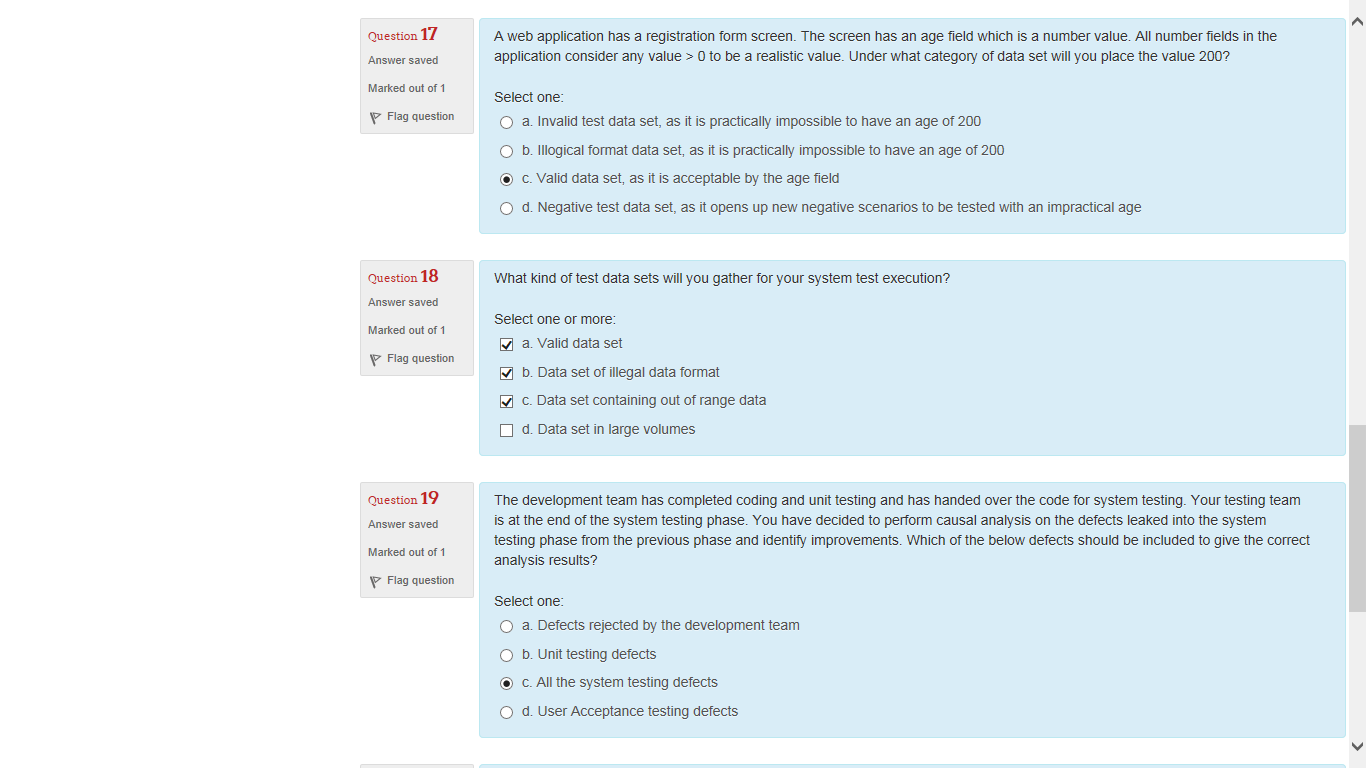 Question 17
Answer saved
Marked out of 1
Flag question
A web application has a registration form screen. The screen has an age field which is a number value. All number fields in the
application consider any value > 0 to be a realistic value. Under what category of data set will you place the value 200?
Select one:
a. Invalid test data set, as it is practically impossible to have an age of 200
b. Illogical format data set, as it is practically impossible to have an age of 200
c. Valid data set, as it is acceptable by the age field
d. Negative test data set, as it opens up new negative scenarios to be tested with an impractical age
Question 18
Answer saved
Marked out of 1
Flag question
What kind of test data sets will you gather for your system test execution?
Select one or more:
a. Valid data set
b. Data set of illegal data format
c. Data set containing out of range data
d. Data set in large volumes
Question 19
Answer saved
Marked out of 1
Flag question
The development team has completed coding and unit testing and has handed over the code for system testing. Your testing team
is at the end of the system testing phase. You have decided to perform causal analysis on the defects leaked into the system
testing phase from the previous phase and identify improvements. Which of the below defects should be included to give the correct
analysis results?
Select one:
a. Defects rejected by the development team
b. Unit testing defects
c. All the system testing defects
d. User Acceptance testing defects